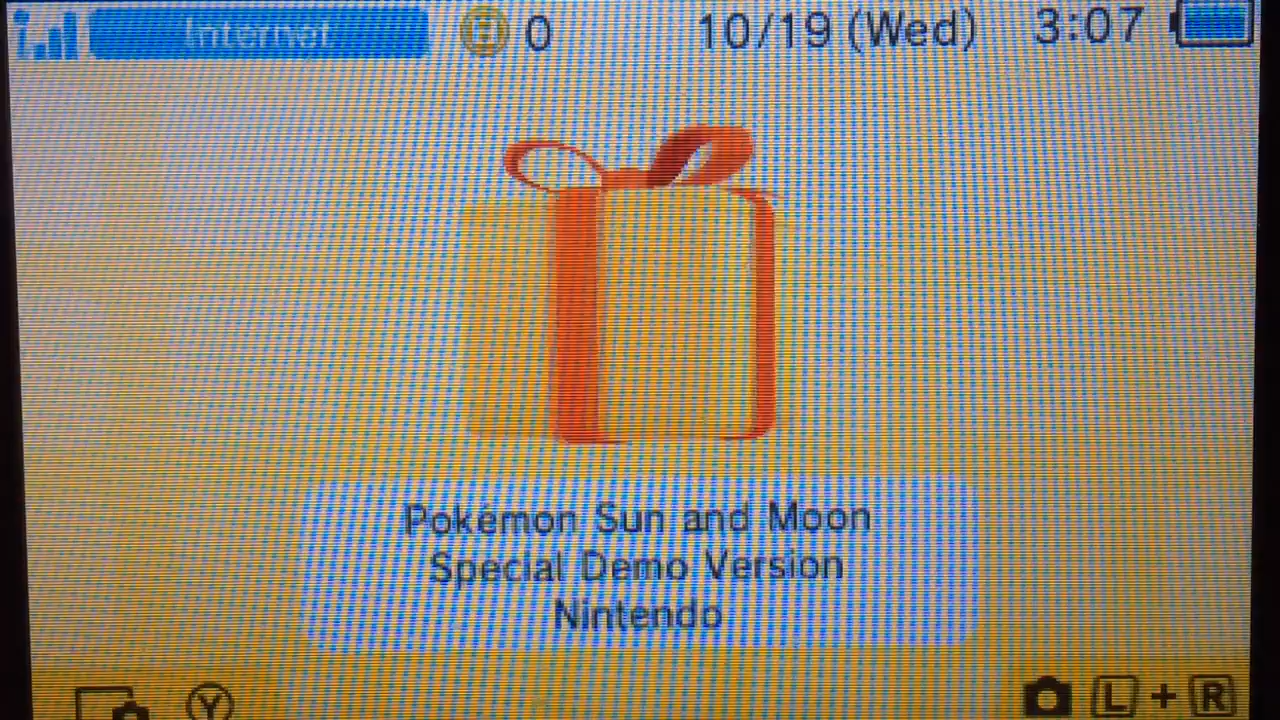 Internet 0 10/19 (Wed) 3:07
Pokémon Sun and Moon
Special Demo Version
Nintendo
Y L + R